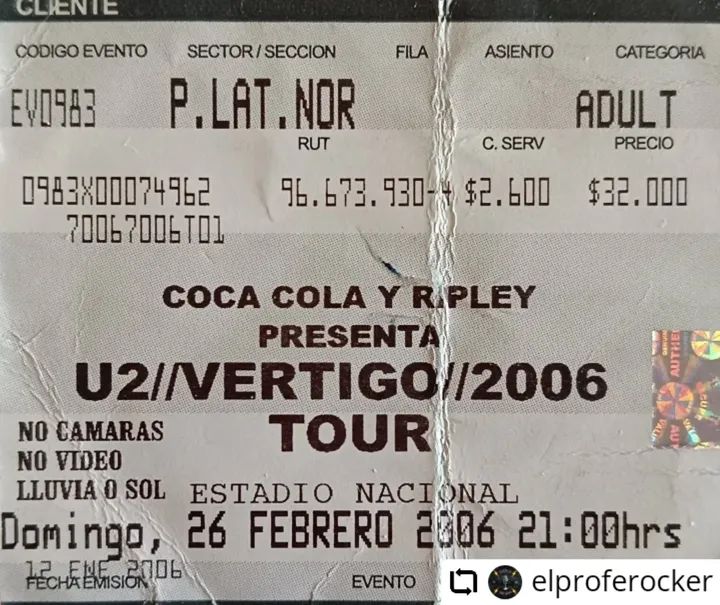 CLIENTE
CODIGO EVENTO SECTOR / SECCION FILA ASIENTO CATEGORIA
EV0983 P.LAT.NOR ADULT
RUT C. SERV PRECIO
0983X00074962 96.673.930-4 $2.600 $32.000
70067006T01
COCA COLA Y RIPLEY
PRESENTA
U2//VERTIGO//2006
TOUR
NO CAMARAS
NO VIDEO
LLUVIA O SOL
ESTADIO NACIONAL
Domingo, 26 FEBRERO 2006 21:00hrs
12 ENE 2006
FECHA EMISION EVENTO
elproferocker